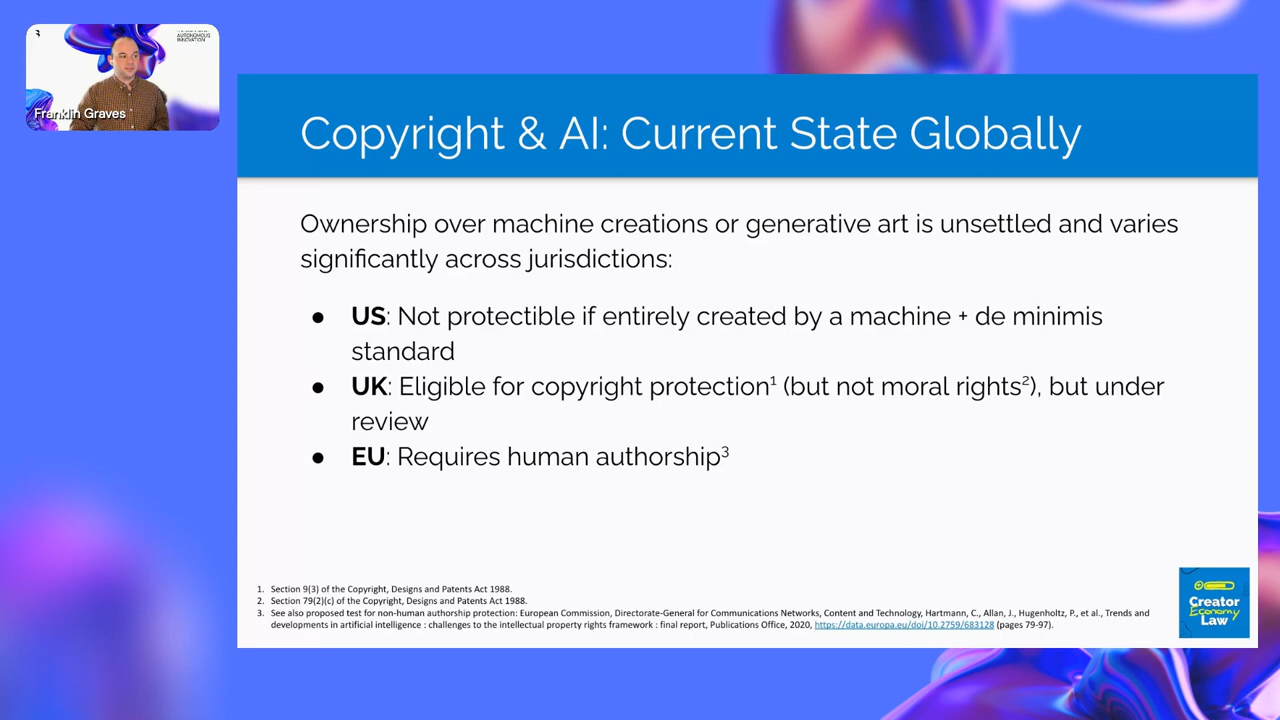 AUTONOMOUS
INNOVATION
Franklin Graves
Copyright & AI: Current State Globally
Ownership over machine creations or generative art is unsettled and varies
significantly across jurisdictions:
● US: Not protectible if entirely created by a machine + de minimis
standard
● UK: Eligible for copyright protection¹ (but not moral rights²), but under
review
● EU: Requires human authorship³
1. Section 9(3) of the Copyright, Designs and Patents Act 1988.
2. Section 79(2)(c) of the Copyright, Designs and Patents Act 1988.
3. See also proposed test for non-human authorship protection: European Commission, Directorate-General for Communications Networks, Content and Technology, Hartmann, C., Allan, J., Hugenholtz, P., et al., Trends and
developments in artificial intelligence : challenges to the intellectual property rights framework : final report, Publications Office, 2020, https://data.europa.eu/doi/10.2759/683128 (pages 79-97).
Creator
Economy
Law